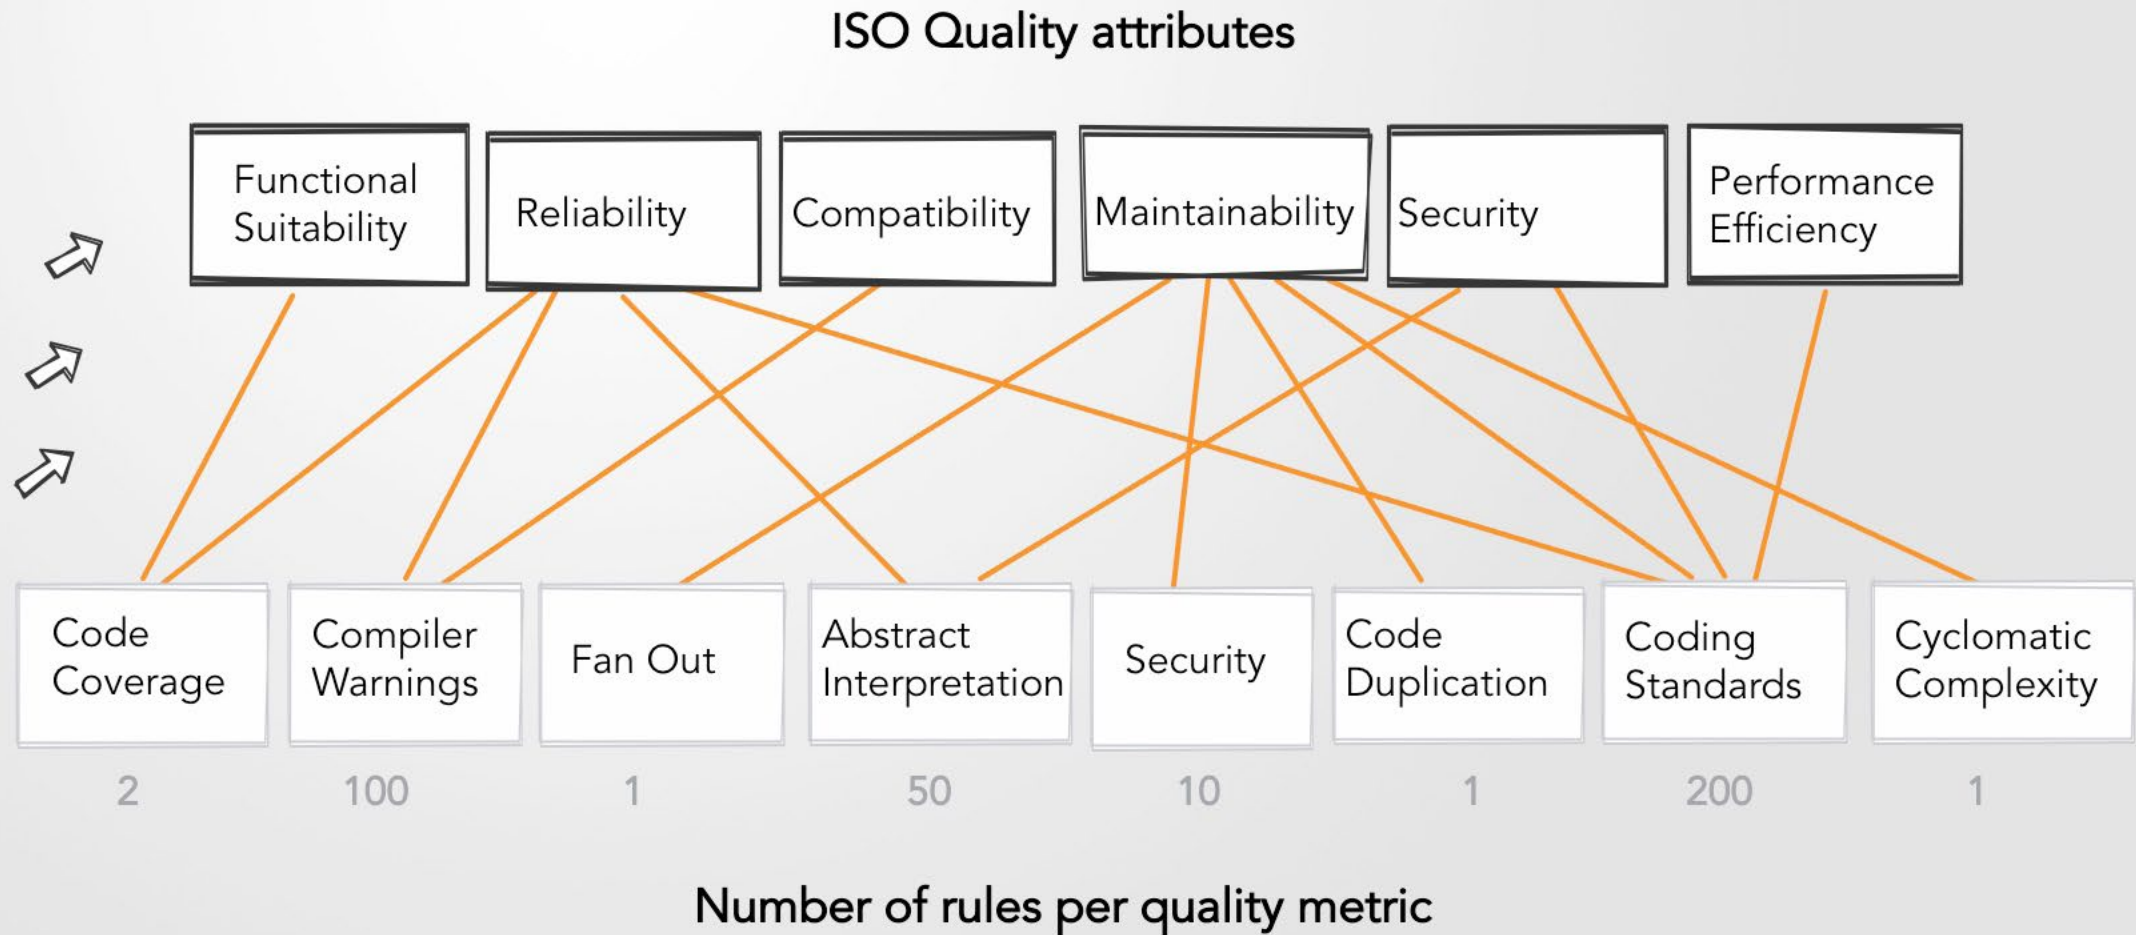 ISO Quality attributes
Functional
Suitability
Reliability
Compatibility
Maintainability
Security
Performance
Efficiency
Code
Coverage
Compiler
Warnings
Fan Out
Abstract
Interpretation
Security
Code
Duplication
Coding
Standards
Cyclomatic
Complexity
2
100
1
50
10
1
200
1
Number of rules per quality metric